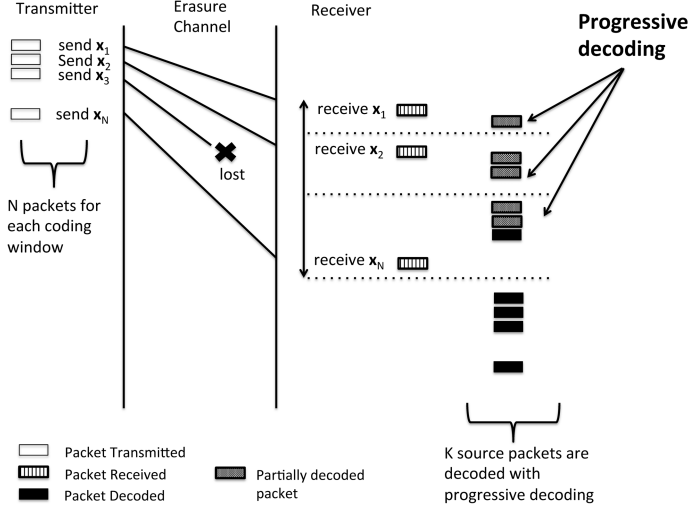 Transmitter
Erasure
Channel
Receiver
Progressive
decoding
send x1
Send x2
send x3
send xN
receive x1
receive x2
lost
N packets for
each coding
window
receive xN
Packet Transmitted
Packet Received
Packet Decoded
Partially decoded
packet
K source packets are
decoded with
progressive decoding